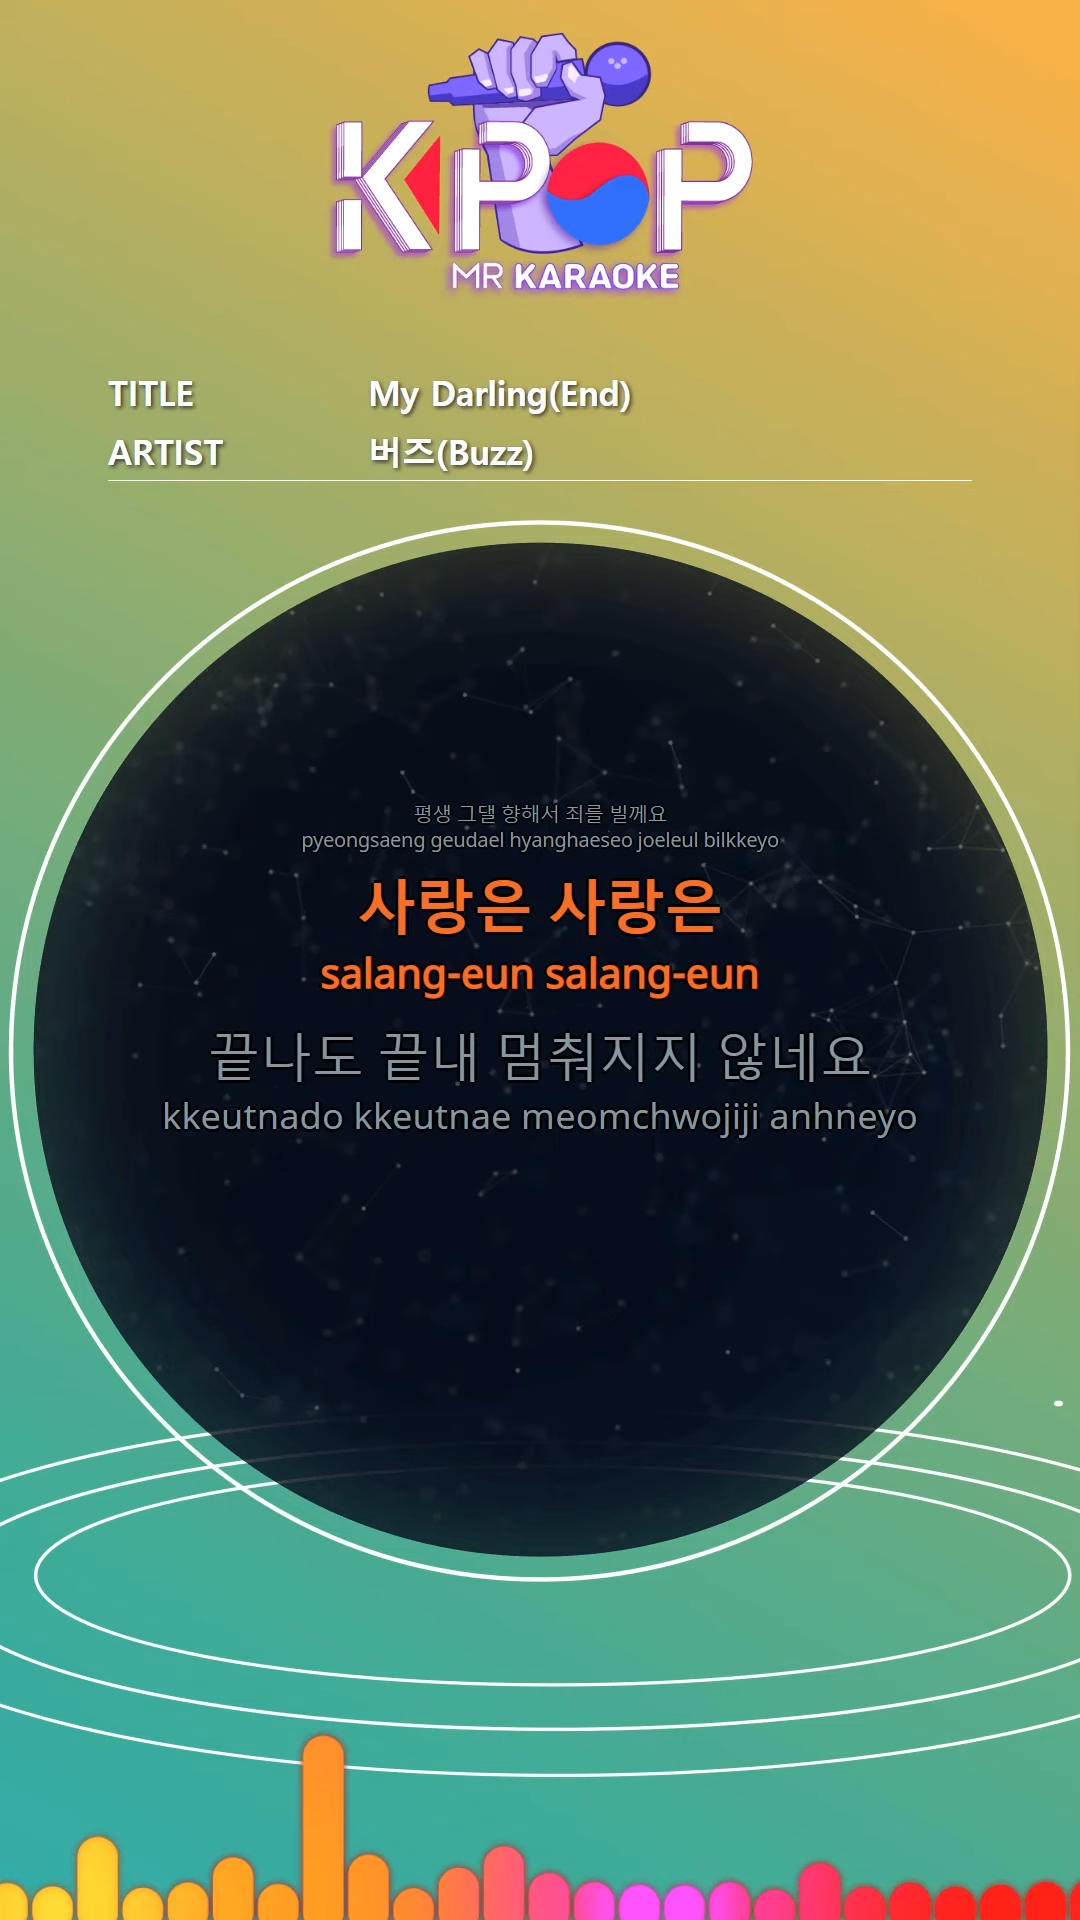 KPOP
MR KARAOKE
TITLE My Darling(End)
ARTIST 버즈(Buzz)
평생 그댈 향해서 죄를 빌께요
pyeongsaeng geudael hyanghaeseo joeleul bilkkeyo
사랑은 사랑은
salang-eun salang-eun
끝나도 끝내 멈춰지지 않네요
kkeutnado kkeutnae meomchwojiji anhneyo